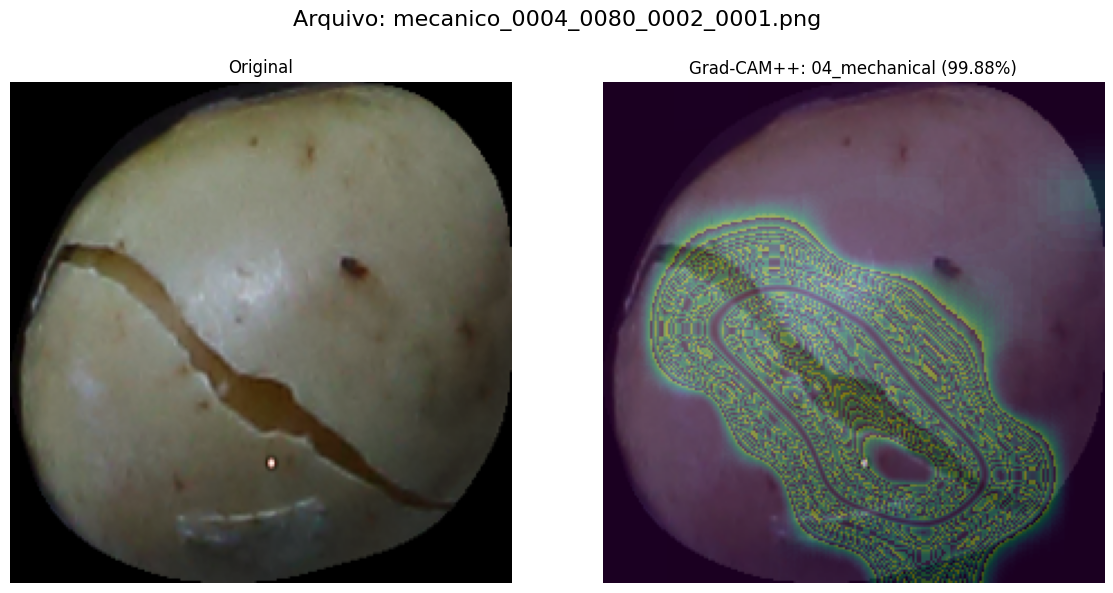 Arquivo: mecanico_0004_0080_0002_0001.png
Original
Grad-CAM++: 04_mechanical (99.88%)